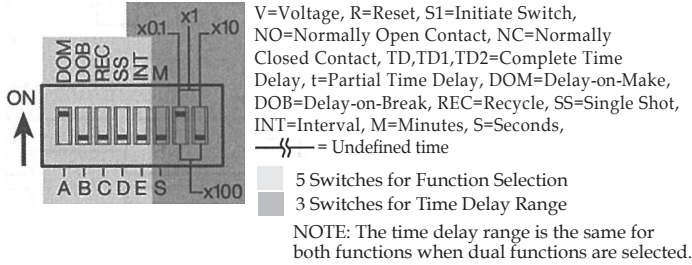 x1
x0.1 x10
DOM DOB REC SS INT M
ON
A B C D E S
x100
V=Voltage, R=Reset, S1=Initiate Switch,
NO=Normally Open Contact, NC=Normally
Closed Contact, TD,TD1,TD2=Complete Time
Delay, t=Partial Time Delay, DOM=Delay-on-Make,
DOB=Delay-on-Break, REC=Recycle, SS=Single Shot,
INT=Interval, M=Minutes, S=Seconds,
= Undefined time
5 Switches for Function Selection
3 Switches for Time Delay Range
NOTE: The time delay range is the same for
both functions when dual functions are selected.